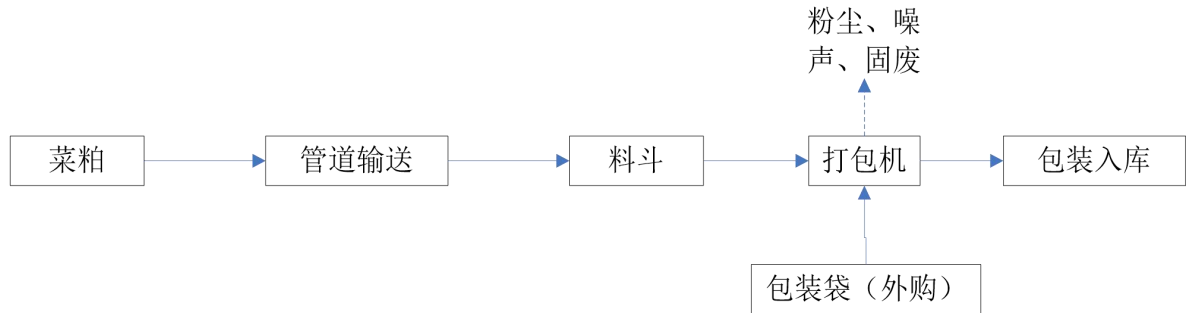 粉尘、噪
声、固废
菜粕
管道输送
料斗
打包机
包装入库
包装袋（外购）